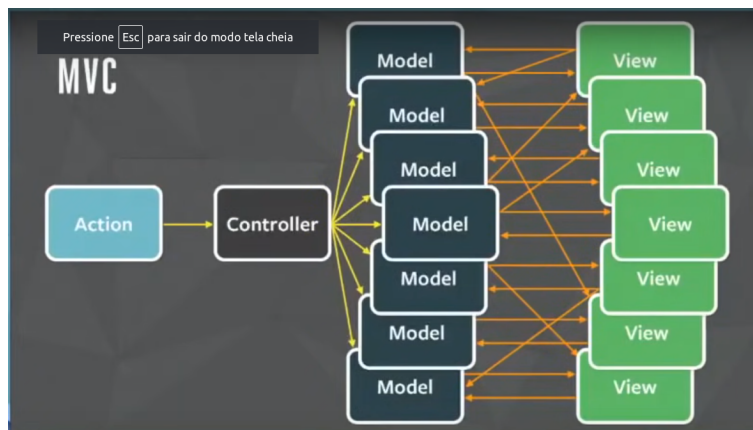 Pressione Esc para sair do modo tela cheia
MVC
Model
View
Model
View
Model
View
Action
Controller
Model
View
Model
View
Model
View
Model
View